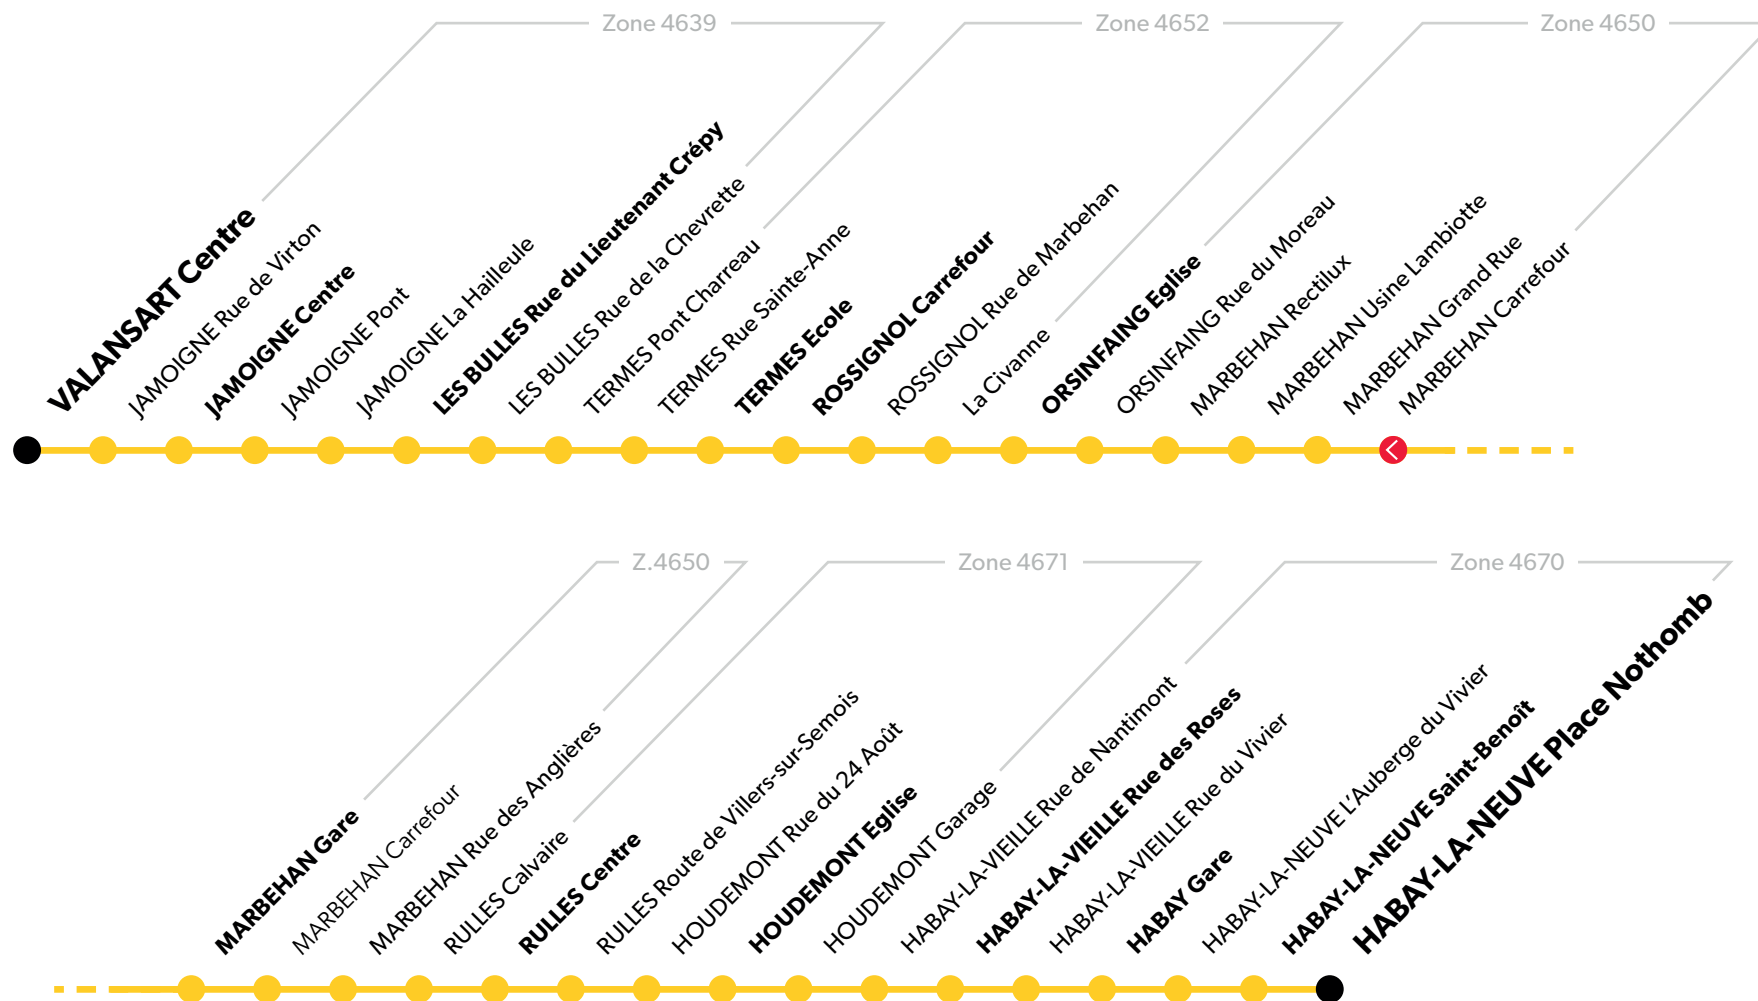 Zone 4639
Zone 4652
Zone 4650
VALANSART Centre
JAMOIGNE Rue de Virton
JAMOIGNE Centre
JAMOIGNE Pont
JAMOIGNE La Hailleule
LES BULLES Rue du Lieutenant Crépy
LES BULLES Rue de la Chevrette
TERMES Pont Charreau
TERMES Rue Sainte-Anne
TERMES Ecole
ROSSIGNOL Carrefour
ROSSIGNOL Rue de Marbehan
La Civanne
ORSINFAING Eglise
ORSINFAING Rue du Moreau
MARBEHAN Rectilux
MARBEHAN Usine Lambiotte
MARBEHAN Grand Rue
MARBEHAN Carrefour
Z.4650
Zone 4671
Zone 4670
MARBEHAN Gare
MARBEHAN Carrefour
MARBEHAN Rue des Anglières
RULLES Calvaire
RULLES Centre
RULLES Route de Villers-sur-Semois
HOUDEMONT Rue du 24 Août
HOUDEMONT Eglise
HOUDEMONT Garage
HABAY-LA-VIEILLE Rue de Nantimont
HABAY-LA-VIEILLE Rue des Roses
HABAY-LA-VIEILLE Rue du Vivier
HABAY Gare
HABAY-LA-NEUVE L'Auberge du Vivier
HABAY-LA-NEUVE Saint-Benoît
HABAY-LA-NEUVE Place Nothomb